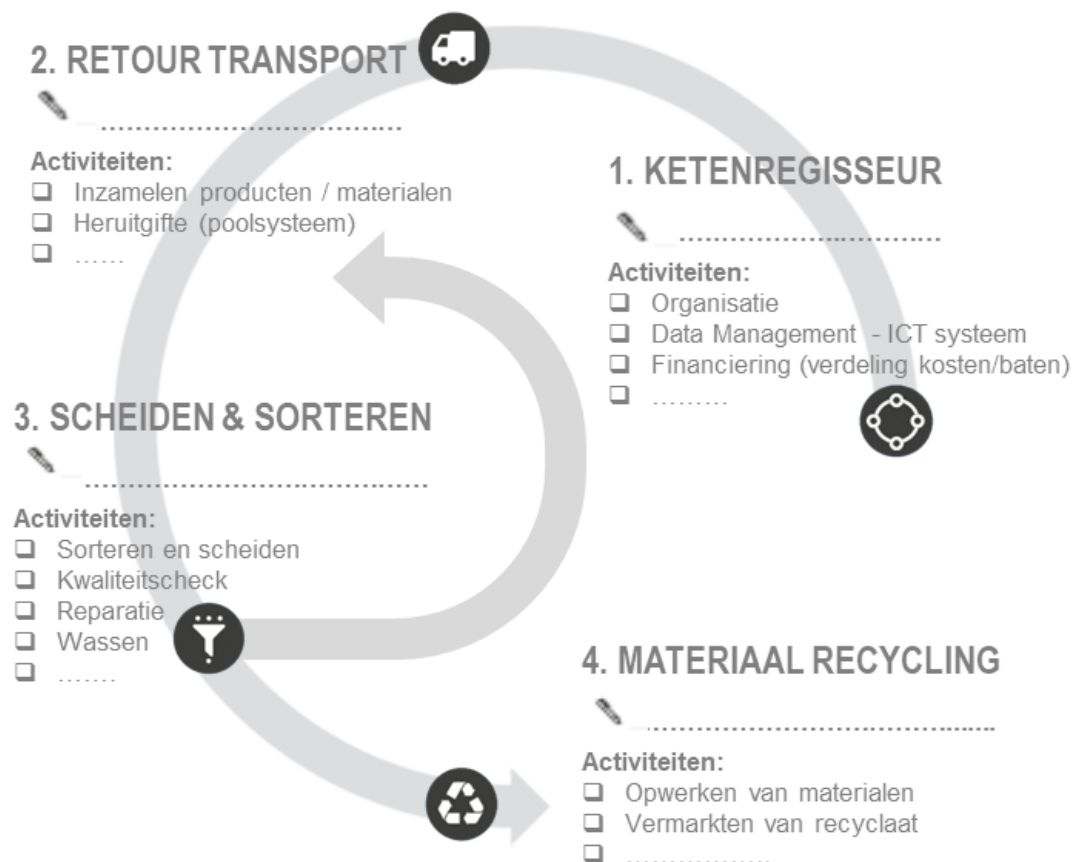 2. RETOUR TRANSPORT
..................................
Activiteiten:
❑ Inzamelen producten / materialen
❑ Heruitgifte (poolsysteem)
❑ ......
1. KETENREGISSEUR
..............................
Activiteiten:
❑ Organisatie
❑ Data Management - ICT systeem
❑ Financiering (verdeling kosten/baten)
❑ .........
3. SCHEIDEN & SORTEREN
.......................................
Activiteiten:
❑ Sorteren en scheiden
❑ Kwaliteitscheck
❑ Reparatie
❑ Wassen
❑ .......
4. MATERIAAL RECYCLING
.......................................
Activiteiten:
❑ Opwerken van materialen
❑ Vermarkten van recyclaat
❑ .................